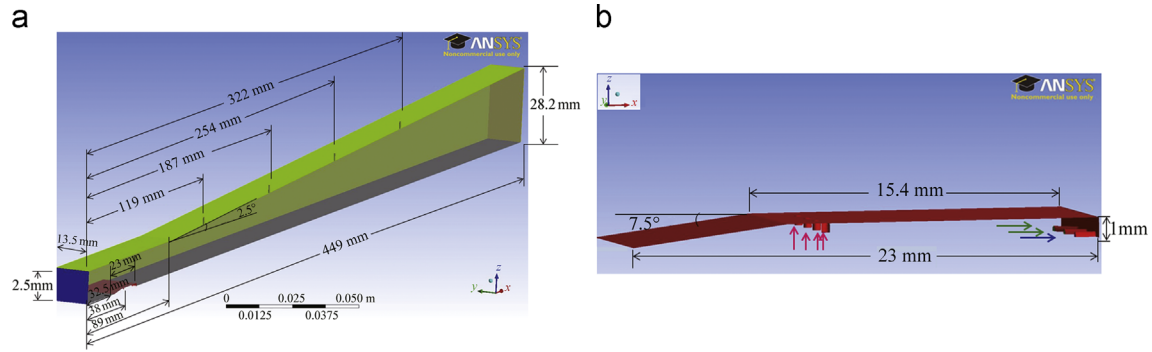 a
ANSYS
Noncommercial use only
322 mm
254 mm
187 mm
119 mm
28.2 mm
2.5°
13.5 mm
449 mm
2.5mm
23 mm
32.5 mm
38 mm
89 mm
z
y
x
0
0.025
0.050 m
0.0125
0.0375
b
z
y
x
ANSYS
Noncommercial use only
15.4 mm
7.5°
1mm
23 mm